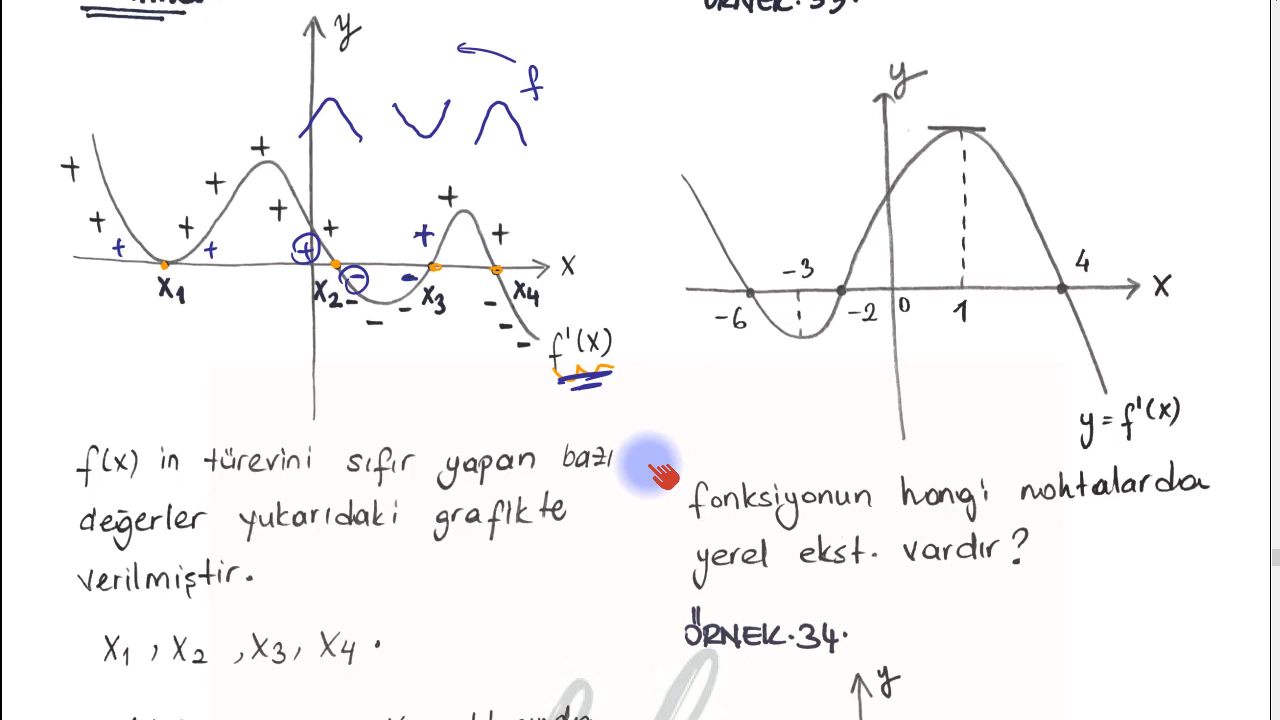 ÖRNEK.33.
y
f
+ + + + + + + + + + + + + +
x
x1 x2 x3 x4
- - - - - - - -
f'(x)
f(x) in türevini sıfır yapan bazı
değerler yukarıdaki grafikte
verilmiştir.
x1, x2, x3, x4.
y
-3
4
x
-6
-2
0
1
y = f'(x)
fonksiyonun hangi noktalarda
yerel ekst. vardır?
ÖRNEK.34.
y